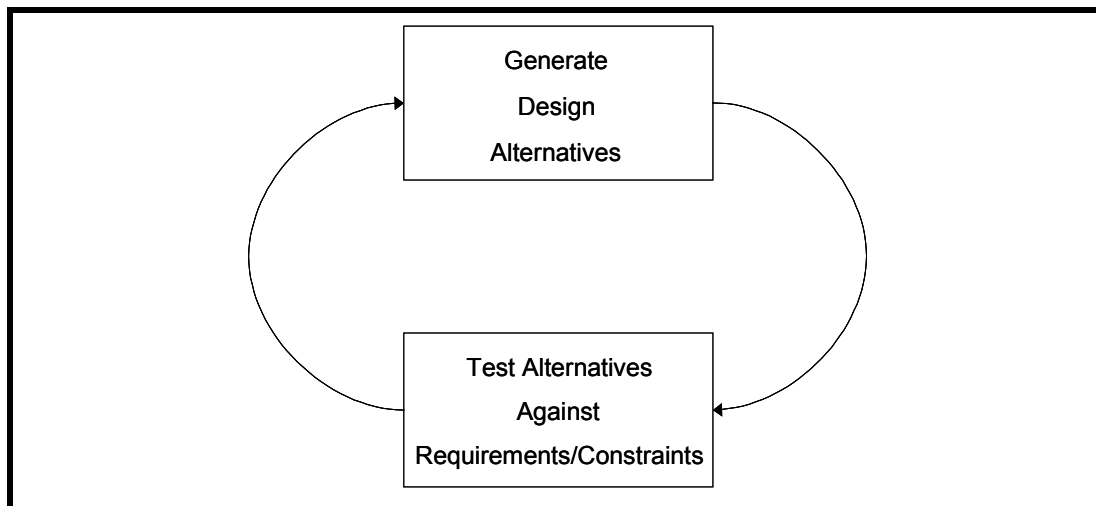 Generate
Design
Alternatives
Test Alternatives
Against
Requirements/Constraints